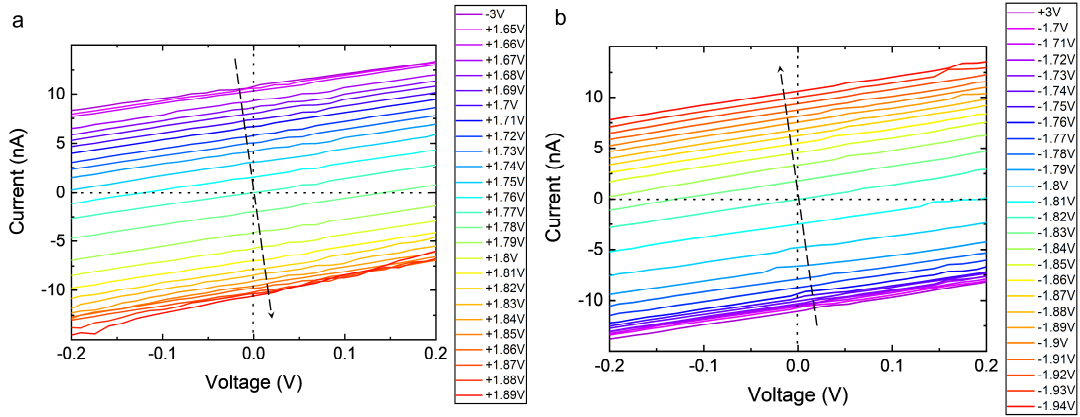 a
Current (nA)
10
5
0
-5
-10
-0.2
-0.1
0.0
0.1
0.2
Voltage (V)
-3V
+1.65V
+1.66V
+1.67V
+1.68V
+1.69V
+1.7V
+1.71V
+1.72V
+1.73V
+1.74V
+1.75V
+1.76V
+1.77V
+1.78V
+1.79V
+1.8V
+1.81V
+1.82V
+1.83V
+1.84V
+1.85V
+1.86V
+1.87V
+1.88V
+1.89V
b
Current (nA)
10
5
0
-5
-10
-0.2
-0.1
0.0
0.1
0.2
Voltage (V)
+3V
-1.7V
-1.71V
-1.72V
-1.73V
-1.74V
-1.75V
-1.76V
-1.77V
-1.78V
-1.79V
-1.8V
-1.81V
-1.82V
-1.83V
-1.84V
-1.85V
-1.86V
-1.87V
-1.88V
-1.89V
-1.9V
-1.91V
-1.92V
-1.93V
-1.94V